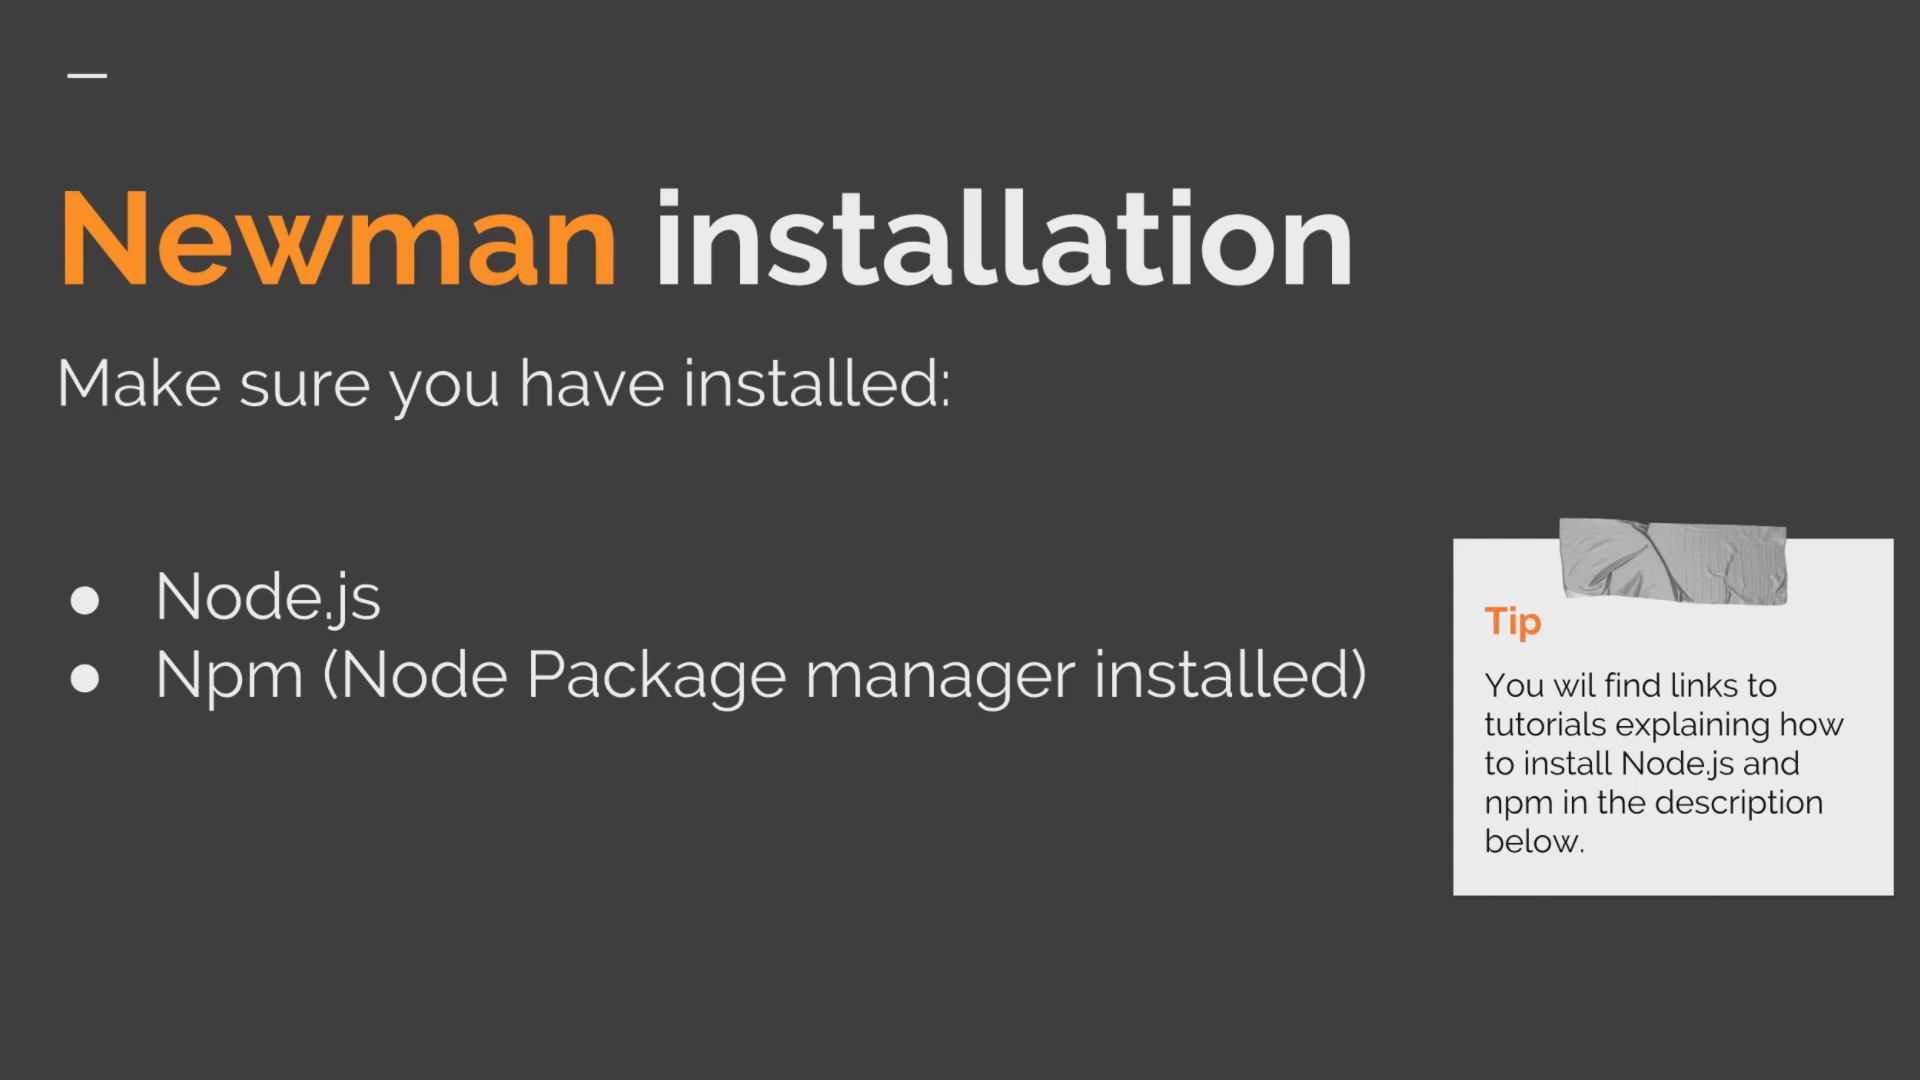 Newman installation
Make sure you have installed:
● Node.js
● Npm (Node Package manager installed)
Tip
You wil find links to
tutorials explaining how
to install Node.js and
npm in the description
below.